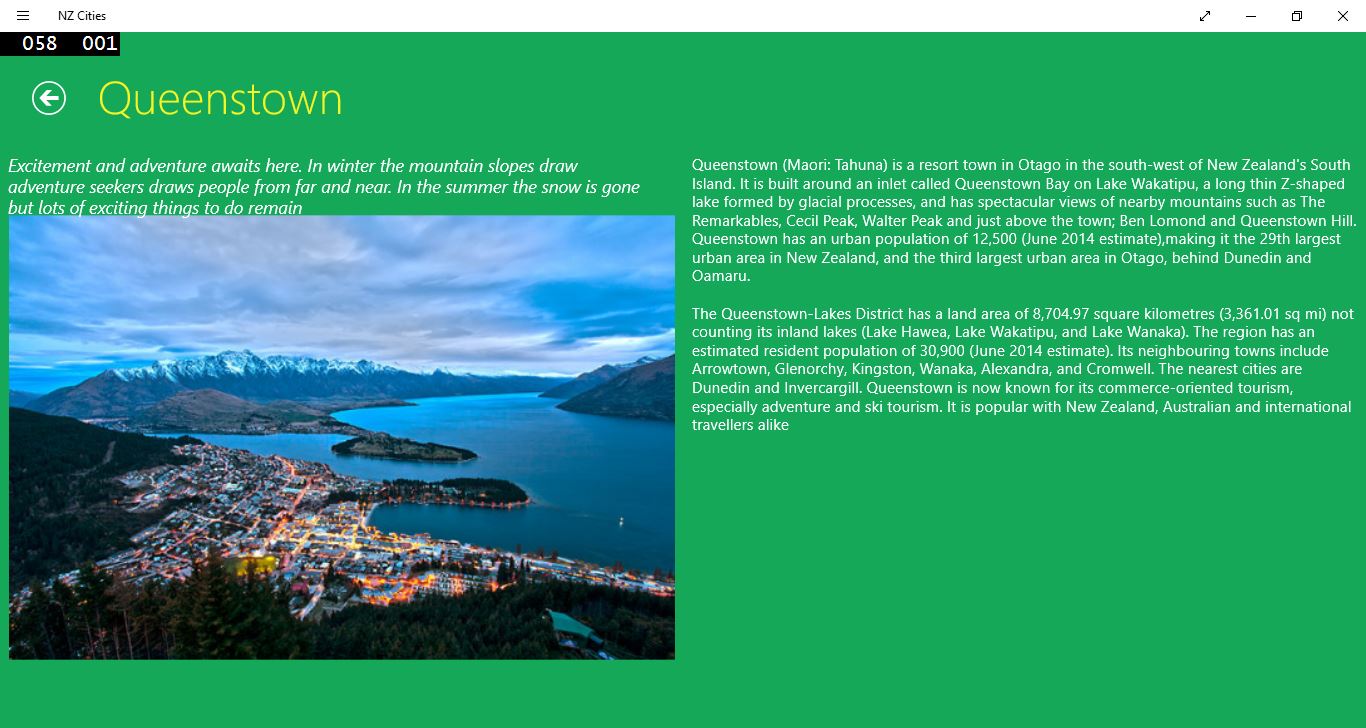 NZ Cities
058 001
Queenstown
Excitement and adventure awaits here. In winter the mountain slopes draw
adventure seekers draws people from far and near. In the summer the snow is gone
but lots of exciting things to do remain
Queenstown (Maori: Tahuna) is a resort town in Otago in the south-west of New Zealand's South
Island. It is built around an inlet called Queenstown Bay on Lake Wakatipu, a long thin Z-shaped
lake formed by glacial processes, and has spectacular views of nearby mountains such as The
Remarkables, Cecil Peak, Walter Peak and just above the town; Ben Lomond and Queenstown Hill.
Queenstown has an urban population of 12,500 (June 2014 estimate),making it the 29th largest
urban area in New Zealand, and the third largest urban area in Otago, behind Dunedin and
Oamaru.
The Queenstown-Lakes District has a land area of 8,704.97 square kilometres (3,361.01 sq mi) not
counting its inland lakes (Lake Hawea, Lake Wakatipu, and Lake Wanaka). The region has an
estimated resident population of 30,900 (June 2014 estimate). Its neighbouring towns include
Arrowtown, Glenorchy, Kingston, Wanaka, Alexandra, and Cromwell. The nearest cities are
Dunedin and Invercargill. Queenstown is now known for its commerce-oriented tourism,
especially adventure and ski tourism. It is popular with New Zealand, Australian and international
travellers alike